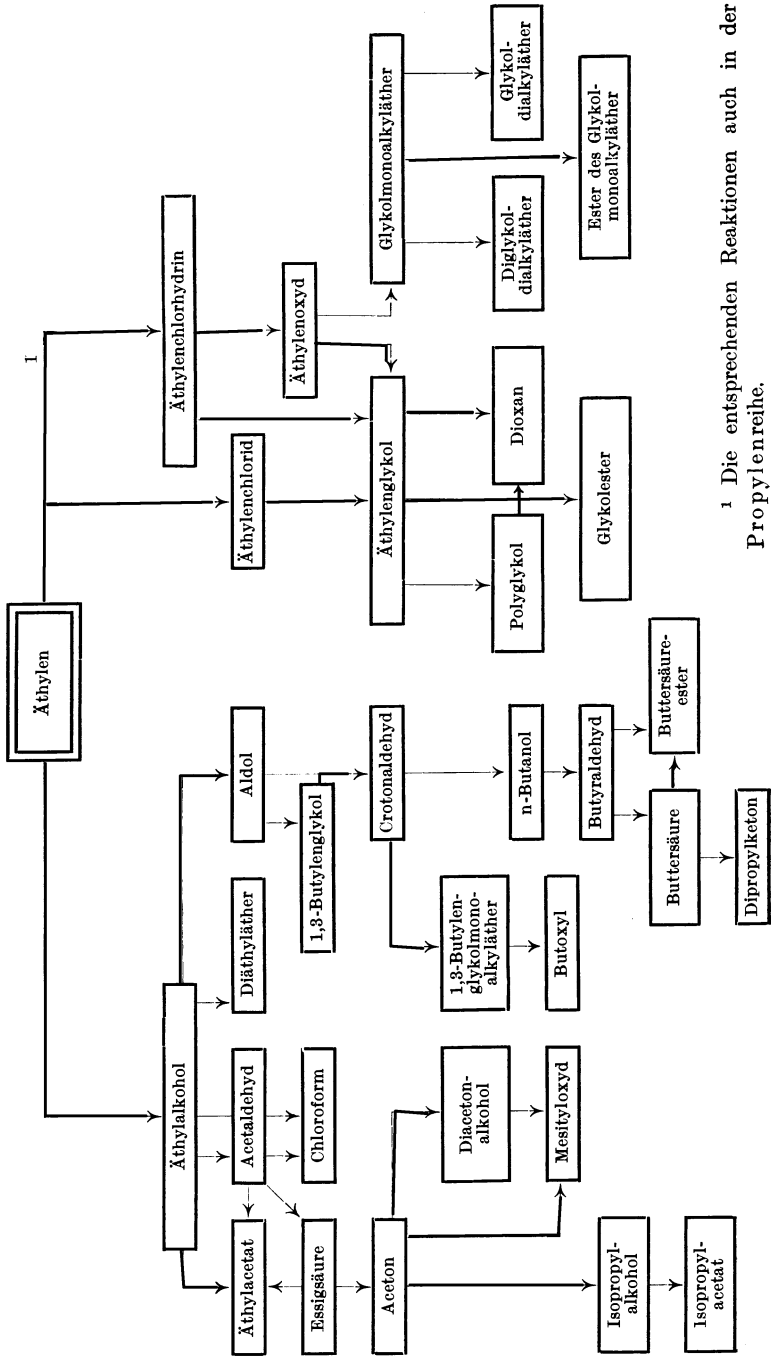 Äthylen
1
Äthylalkohol
Äthylenchlorhydrin
Äthylacetat
Acetaldehyd
Diäthyläther
Aldol
Äthylenchlorid
Äthylenoxyd
Essigsäure
Chloroform
1,3-Butylenglykol
Aceton
Crotonaldehyd
Äthylenglykol
Glykolmonoalkyläther
Diaceton-
alkohol
1,3-Butylen-
glykolmono-
alkyläther
n-Butanol
Polyglykol
Dioxan
Diglykol-
dialkyläther
Glykol-
dialkyläther
Mesityloxyd
Butoxyl
Butyraldehyd
Glykolester
Ester des Glykol-
monoalkyläther
Isopropyl-
alkohol
Buttersäure
Buttersäure-
ester
Isopropyl-
acetat
Dipropylketon
¹ Die entsprechenden Reaktionen auch in der
Propylenreihe.